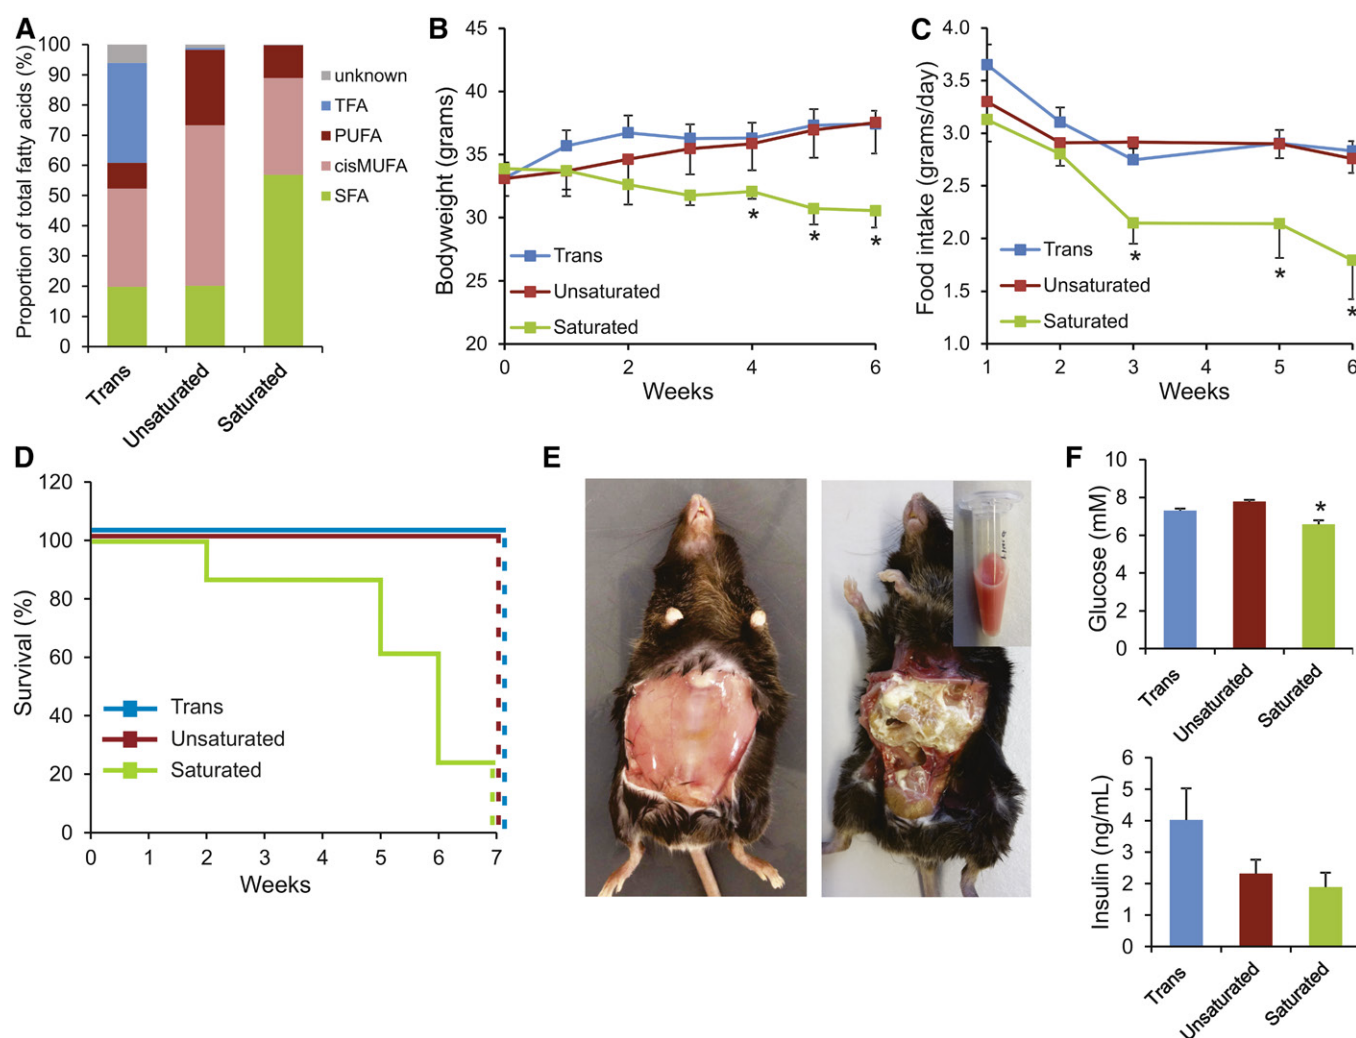 A
Proportion of total fatty acids (%)
100
90
80
70
60
50
40
30
20
10
0
unknown
TFA
PUFA
cisMUFA
SFA
Trans
Unsaturated
Saturated
B
Bodyweight (grams)
45
40
35
30
25
20
Trans
Unsaturated
Saturated
* * *
0 2 4 6
Weeks
C
Food intake (grams/day)
4.0
3.5
3.0
2.5
2.0
1.5
1.0
Trans
Unsaturated
Saturated
* * *
1 2 3 4 5 6
Weeks
D
Survival (%)
120
100
80
60
40
20
0
Trans
Unsaturated
Saturated
0 1 2 3 4 5 6 7
Weeks
E
F
Glucose (mM)
10
8
6
4
2
0
*
Trans
Unsaturated
Saturated
Insulin (ng/mL)
6
5
4
3
2
1
0
Trans
Unsaturated
Saturated